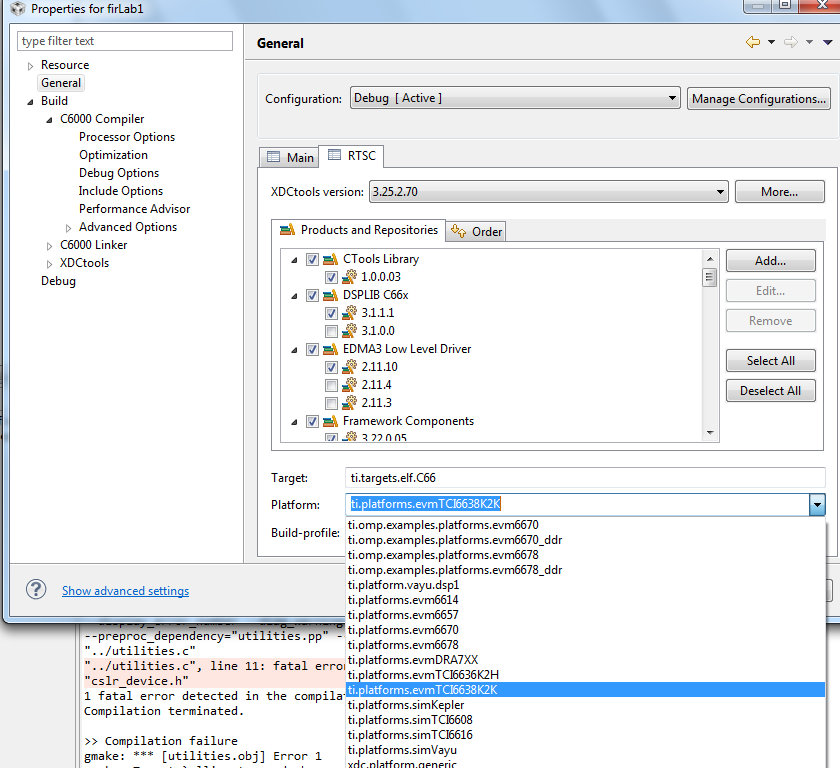 Properties for firLab1
type filter text
Resource
General
Build
C6000 Compiler
Processor Options
Optimization
Debug Options
Include Options
Performance Advisor
Advanced Options
C6000 Linker
XDCtools
Debug
General
Configuration: Debug [ Active ] Manage Configurations...
Main RTSC
XDCtools version: 3.25.2.70 More...
Products and Repositories Order
CTools Library
1.0.0.03
DSPLIB C66x
3.1.1.1
3.1.0.0
EDMA3 Low Level Driver
2.11.10
2.11.4
2.11.3
Framework Components
3.22.0.05
Add...
Edit...
Remove
Select All
Deselect All
Target: ti.targets.elf.C66
Platform: ti.platforms.evmTCI6638K2K
Build-profile:
ti.omp.examples.platforms.evm6670
ti.omp.examples.platforms.evm6670_ddr
ti.omp.examples.platforms.evm6678
ti.omp.examples.platforms.evm6678_ddr
ti.platform.vayu.dsp1
ti.platforms.evm6614
ti.platforms.evm6657
ti.platforms.evm6670
ti.platforms.evm6678
ti.platforms.evmDRA7XX
ti.platforms.evmTCI6636K2H
ti.platforms.evmTCI6638K2K
ti.platforms.simKepler
ti.platforms.simTCI6608
ti.platforms.simTCI6616
ti.platforms.simVayu
xdc.platform.generic
Show advanced settings
--preproc_dependency="utilities.pp" -
"../utilities.c"
"../utilities.c", line 11: fatal erro
"cslr_device.h"
1 fatal error detected in the compila
Compilation terminated.
>> Compilation failure
gmake: *** [utilities.obj] Error 1